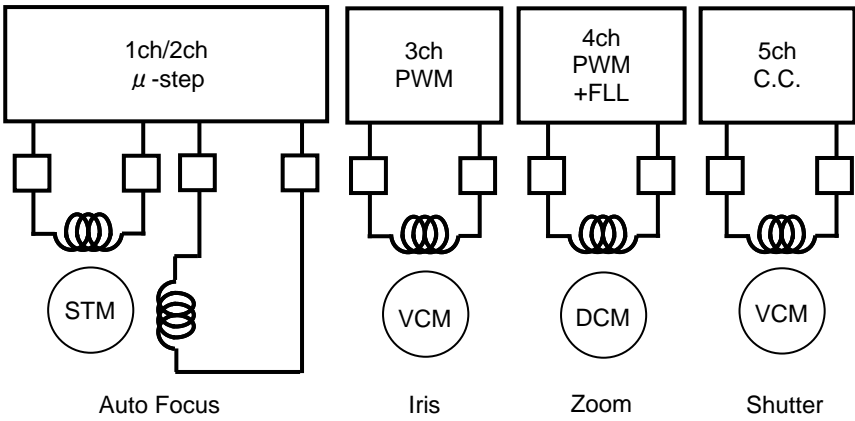 1ch/2ch
μ-step
3ch
PWM
4ch
PWM
+FLL
5ch
C.C.
STM
VCM
DCM
VCM
Auto Focus
Iris
Zoom
Shutter